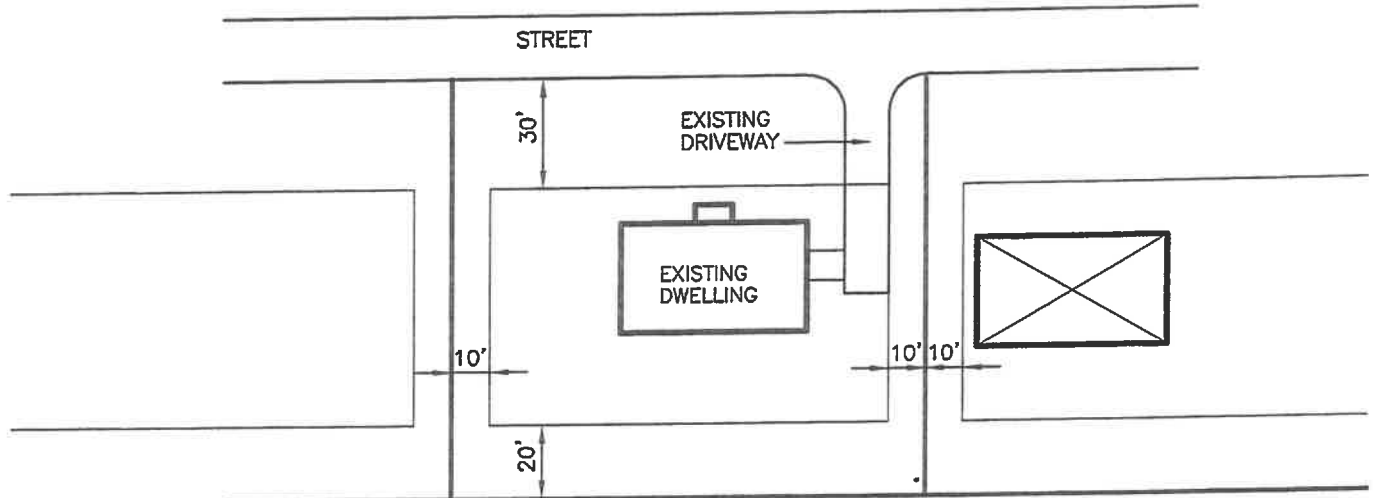 STREET
30'
EXISTING
DRIVEWAY
EXISTING
DWELLING
10'
10' 10'
20'